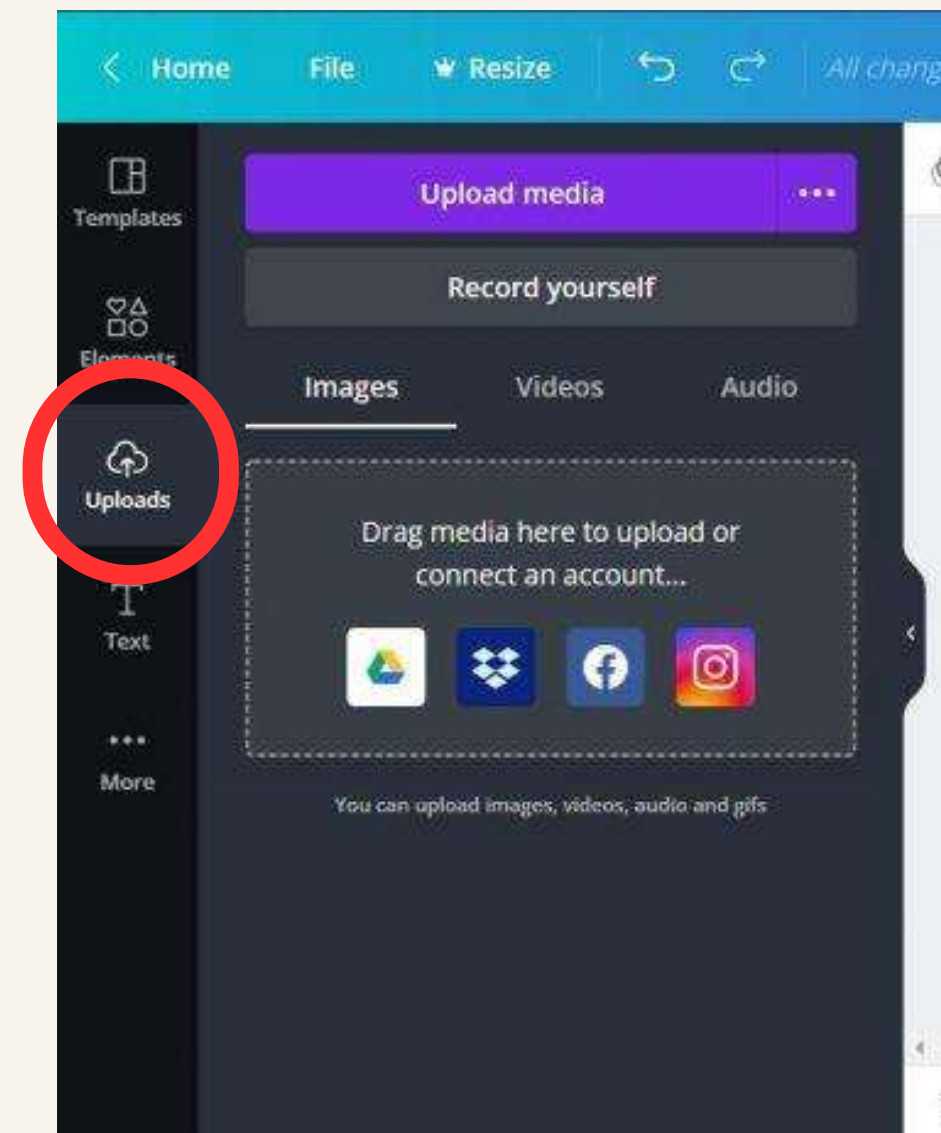 Home File Resize All chang
Templates
Elements
Uploads
Text
More
Upload media
Record yourself
Images Videos Audio
Drag media here to upload or
connect an account...
You can upload images, videos, audio and gifs